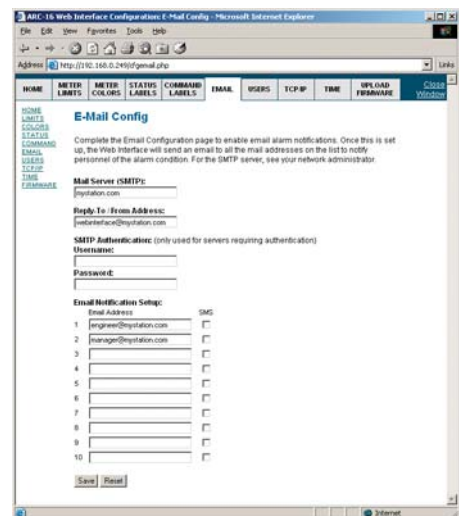 ARC-16 Web Interface Configuration: E-Mail Config - Microsoft Internet Explorer
File Edit View Favorites Tools Help
Address http://192.168.0.249/cfgemail.php Links
HOME METER LIMITS METER COLORS STATUS LABELS COMMAND LABELS EMAIL USERS TCP-IP TIME UPLOAD FIRMWARE Close Window
HOME
LIMITS
COLORS
STATUS
COMMAND
EMAIL
USERS
TCP/IP
TIME
FIRMWARE
E-Mail Config
Complete the Email Configuration page to enable email alarm notifications. Once this is set
up, the Web Interface will send an email to all the mail addresses on the list to notify
personnel of the alarm condition. For the SMTP server, see your network administrator.
Mail Server (SMTP):
mystation.com
Reply-To / From Address:
webinterface@mystation.com
SMTP Authentication: (only used for servers requiring authentication)
Username:
Password:
Email Notification Setup:
Email Address SMS
1 engineer@mystation.com
2 manager@mystation.com
3
4
5
6
7
8
9
10
Save Reset
Internet